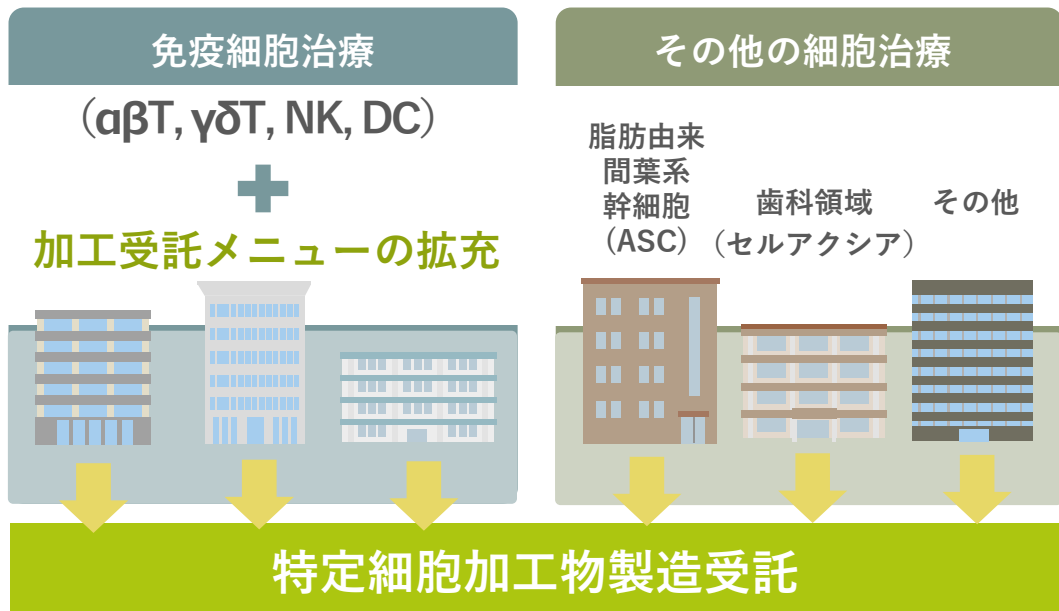 免疫細胞治療
（αβT, γδT, NK, DC）
加工受託メニューの拡充
その他の細胞治療
脂肪由来
間葉系
幹細胞
（ASC）
歯科領域
（セルアクシア）
その他
特定細胞加工物製造受託